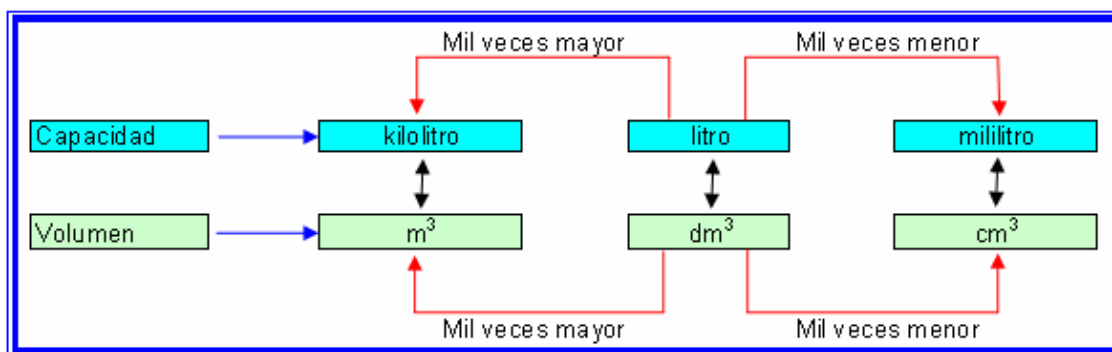 Mil veces mayor Mil veces menor
Capacidad kilolitro litro mililitro
Volumen m³ dm³ cm³
Mil veces mayor Mil veces menor